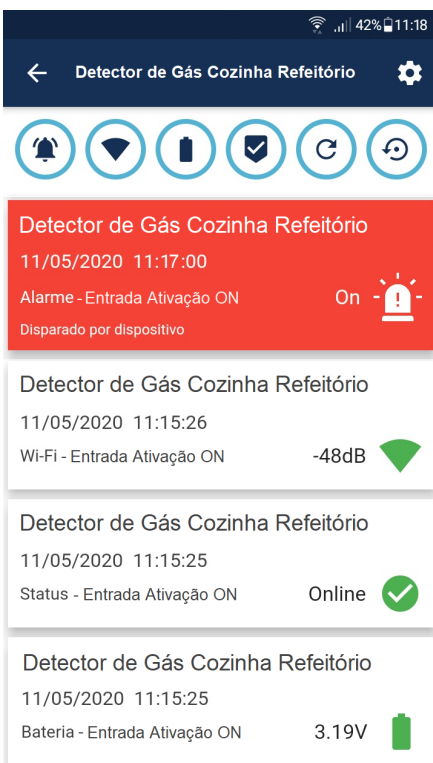 42% 11:18
Detector de Gás Cozinha Refeitório
Detector de Gás Cozinha Refeitório
11/05/2020 11:17:00
Alarme - Entrada Ativação ON On
Disparado por dispositivo
Detector de Gás Cozinha Refeitório
11/05/2020 11:15:26
Wi-Fi - Entrada Ativação ON -48dB
Detector de Gás Cozinha Refeitório
11/05/2020 11:15:25
Status - Entrada Ativação ON Online
Detector de Gás Cozinha Refeitório
11/05/2020 11:15:25
Bateria - Entrada Ativação ON 3.19V